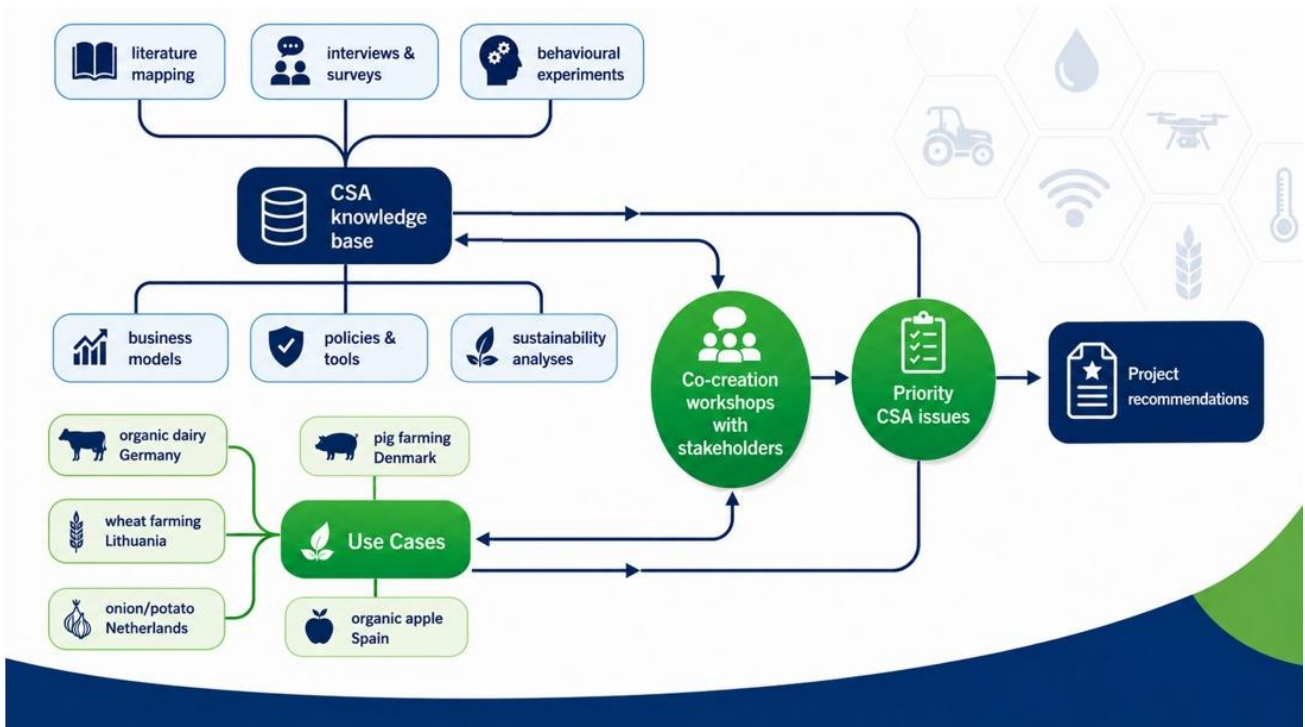 literature
mapping
interviews &
surveys
behavioural
experiments
CSA
knowledge
base
business
models
policies &
tools
sustainability
analyses
Co-creation
workshops
with
stakeholders
Priority
CSA issues
Project
recommendations
organic dairy
Germany
pig farming
Denmark
wheat farming
Lithuania
Use Cases
onion/potato
Netherlands
organic apple
Spain